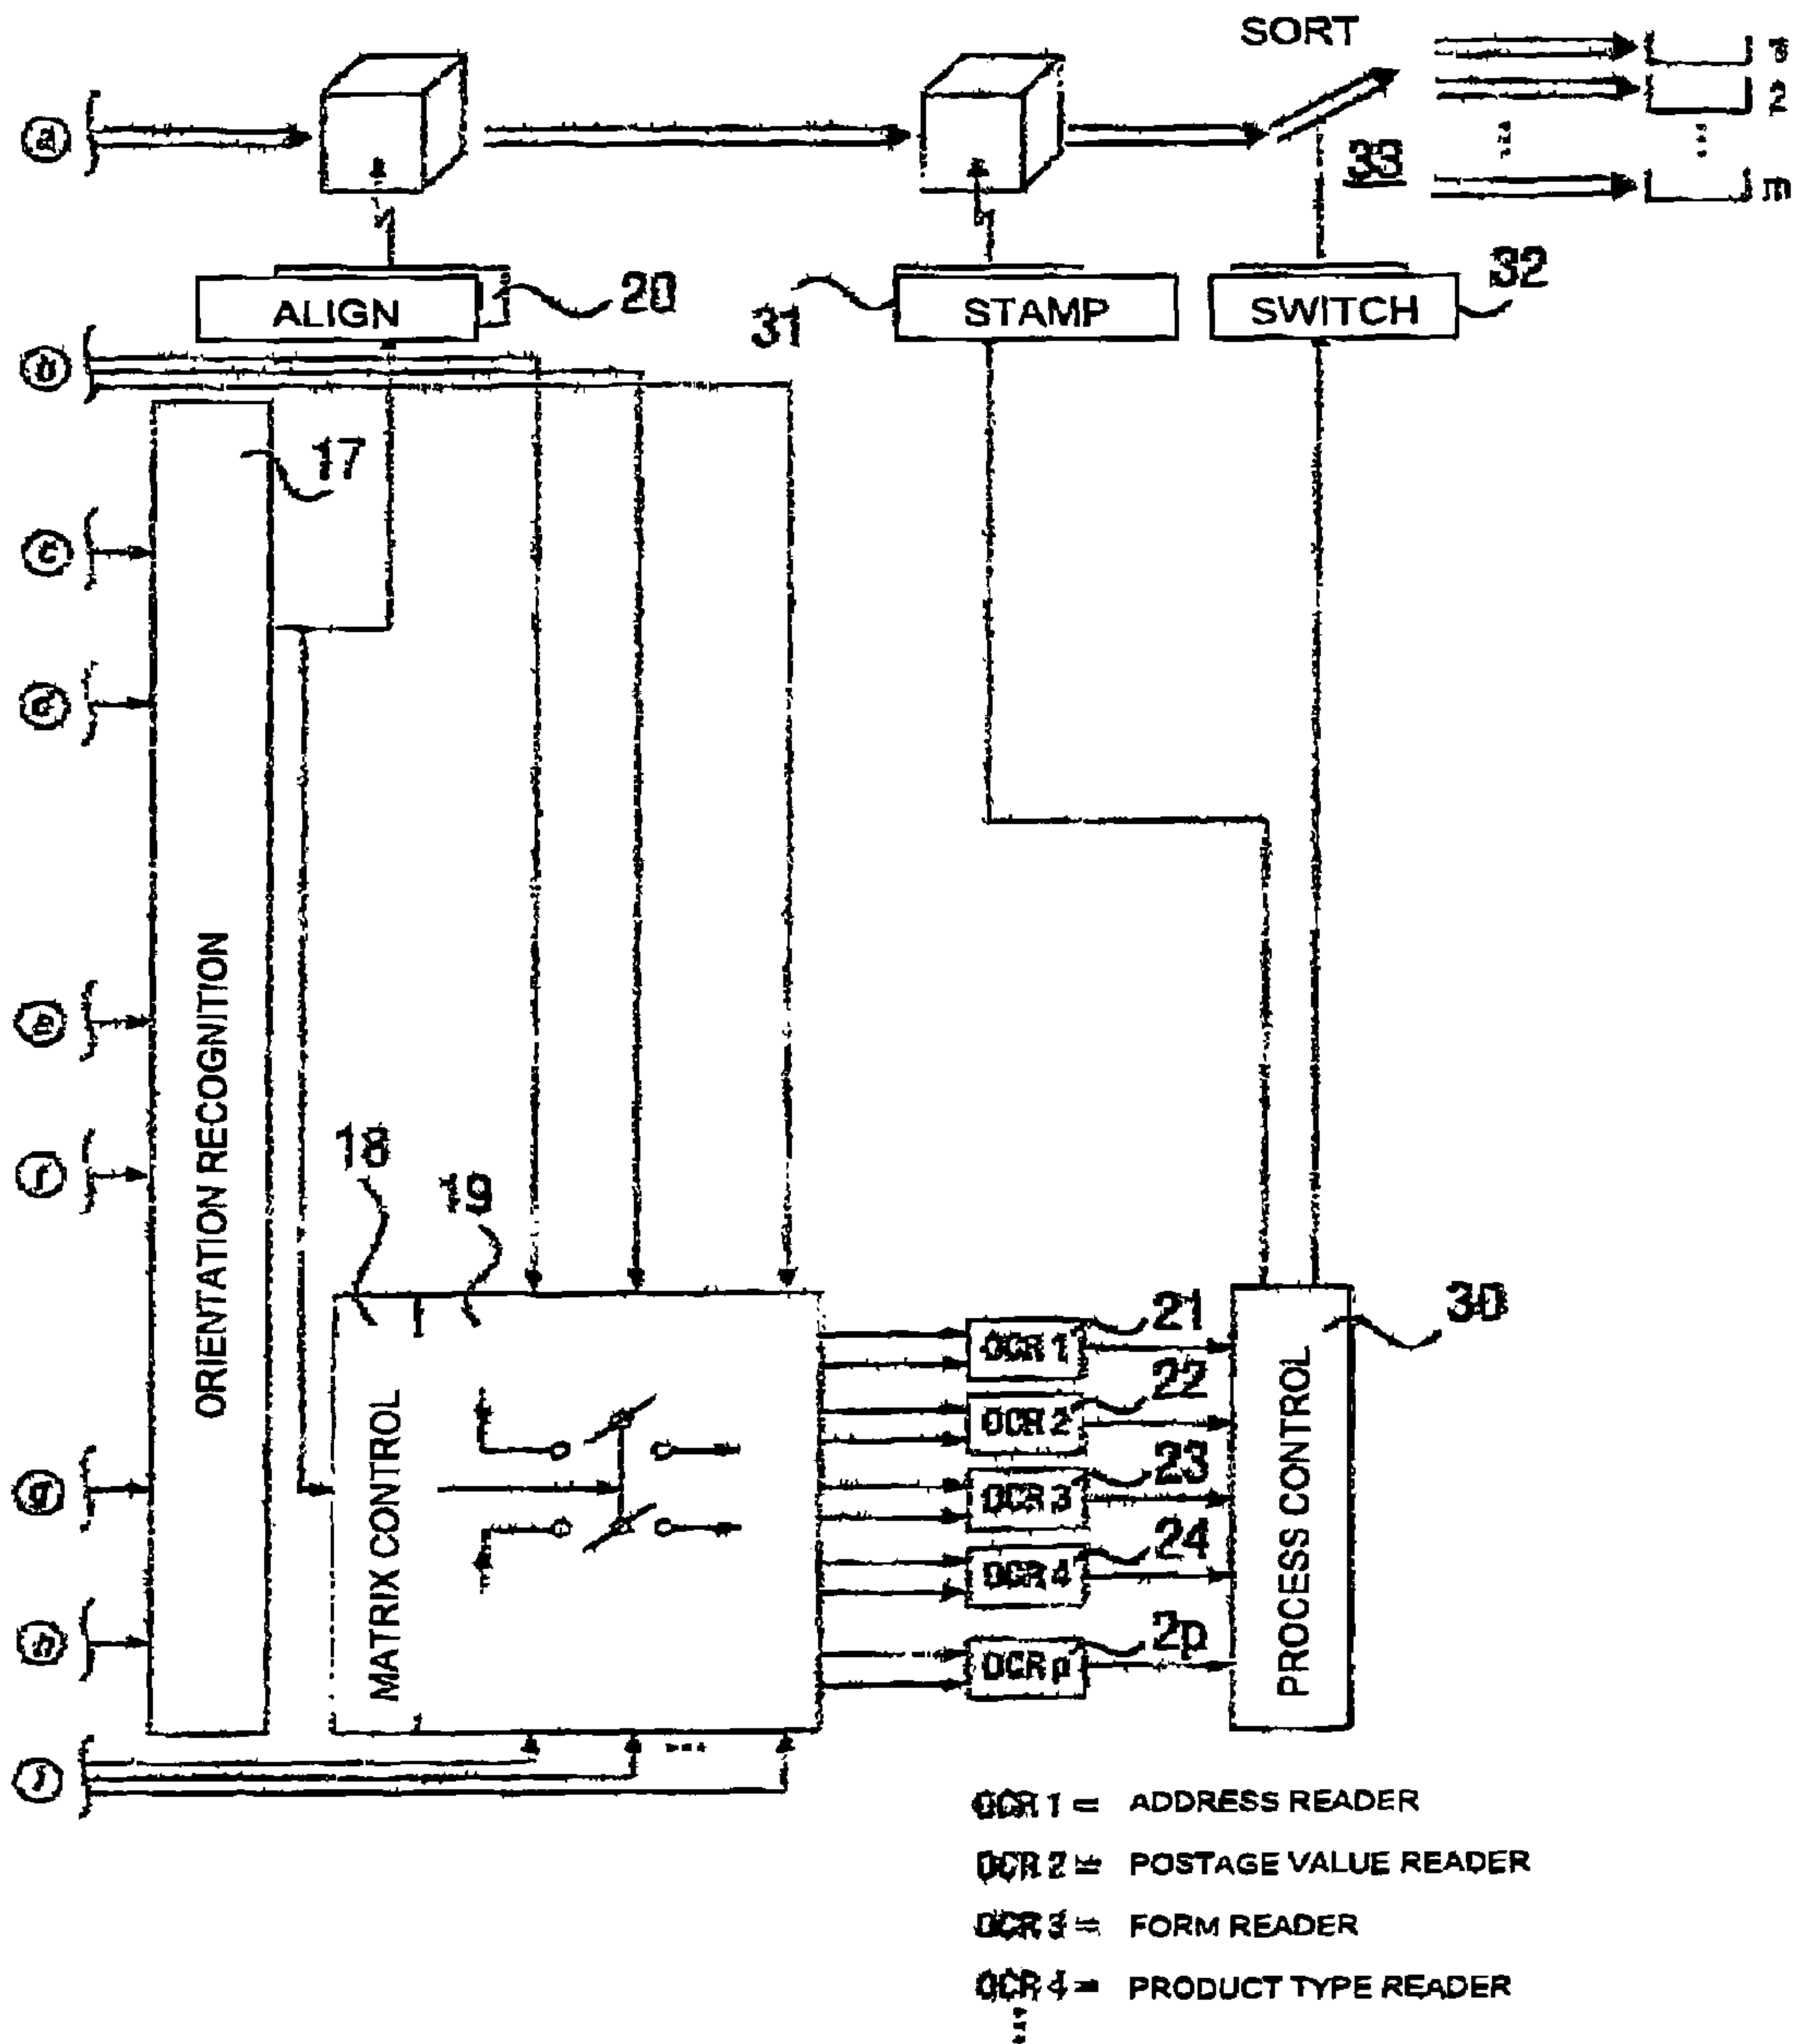 SORT
1
2
m
a
33
ALIGN
20
31
STAMP
SWITCH
32
b
17
c
d
e
f
g
h
i
ORIENTATION RECOGNITION
18
19
MATRIX CONTROL
OCR 1
21
OCR 2
22
OCR 3
23
OCR 4
24
OCR p
2p
30
PROCESS CONTROL
OCR 1 = ADDRESS READER
OCR 2 = POSTAGE VALUE READER
OCR 3 = FORM READER
OCR 4 = PRODUCT TYPE READER